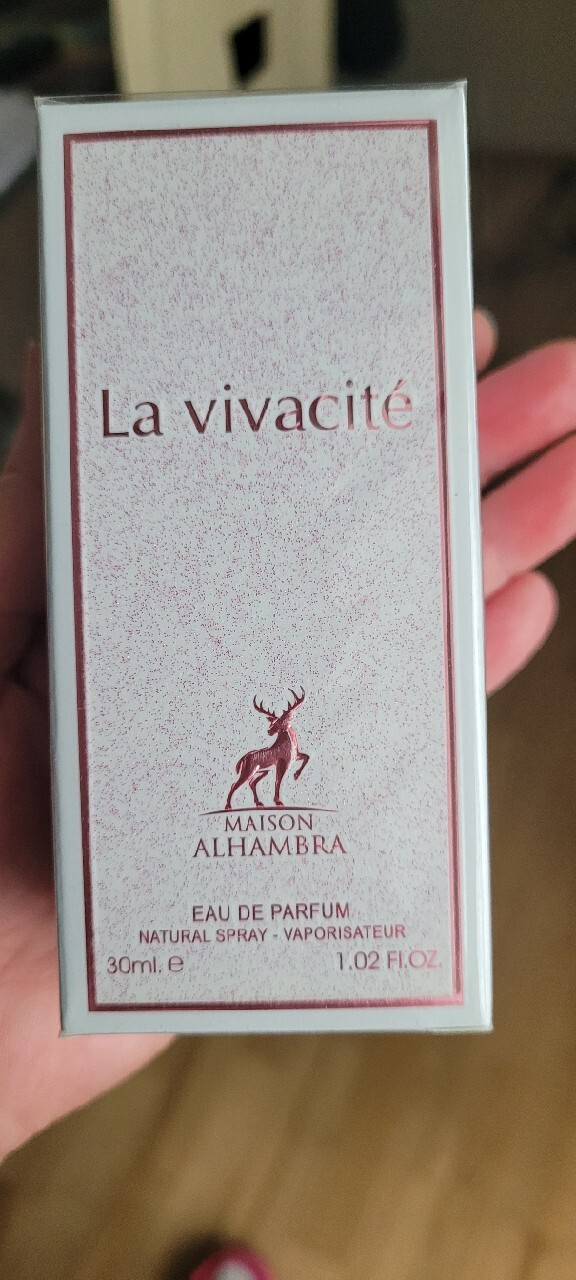 La vivacité
MAISON
ALHAMBRA
EAU DE PARFUM
NATURAL SPRAY - VAPORISATEUR
30ml. e 1.02 Fl.OZ.